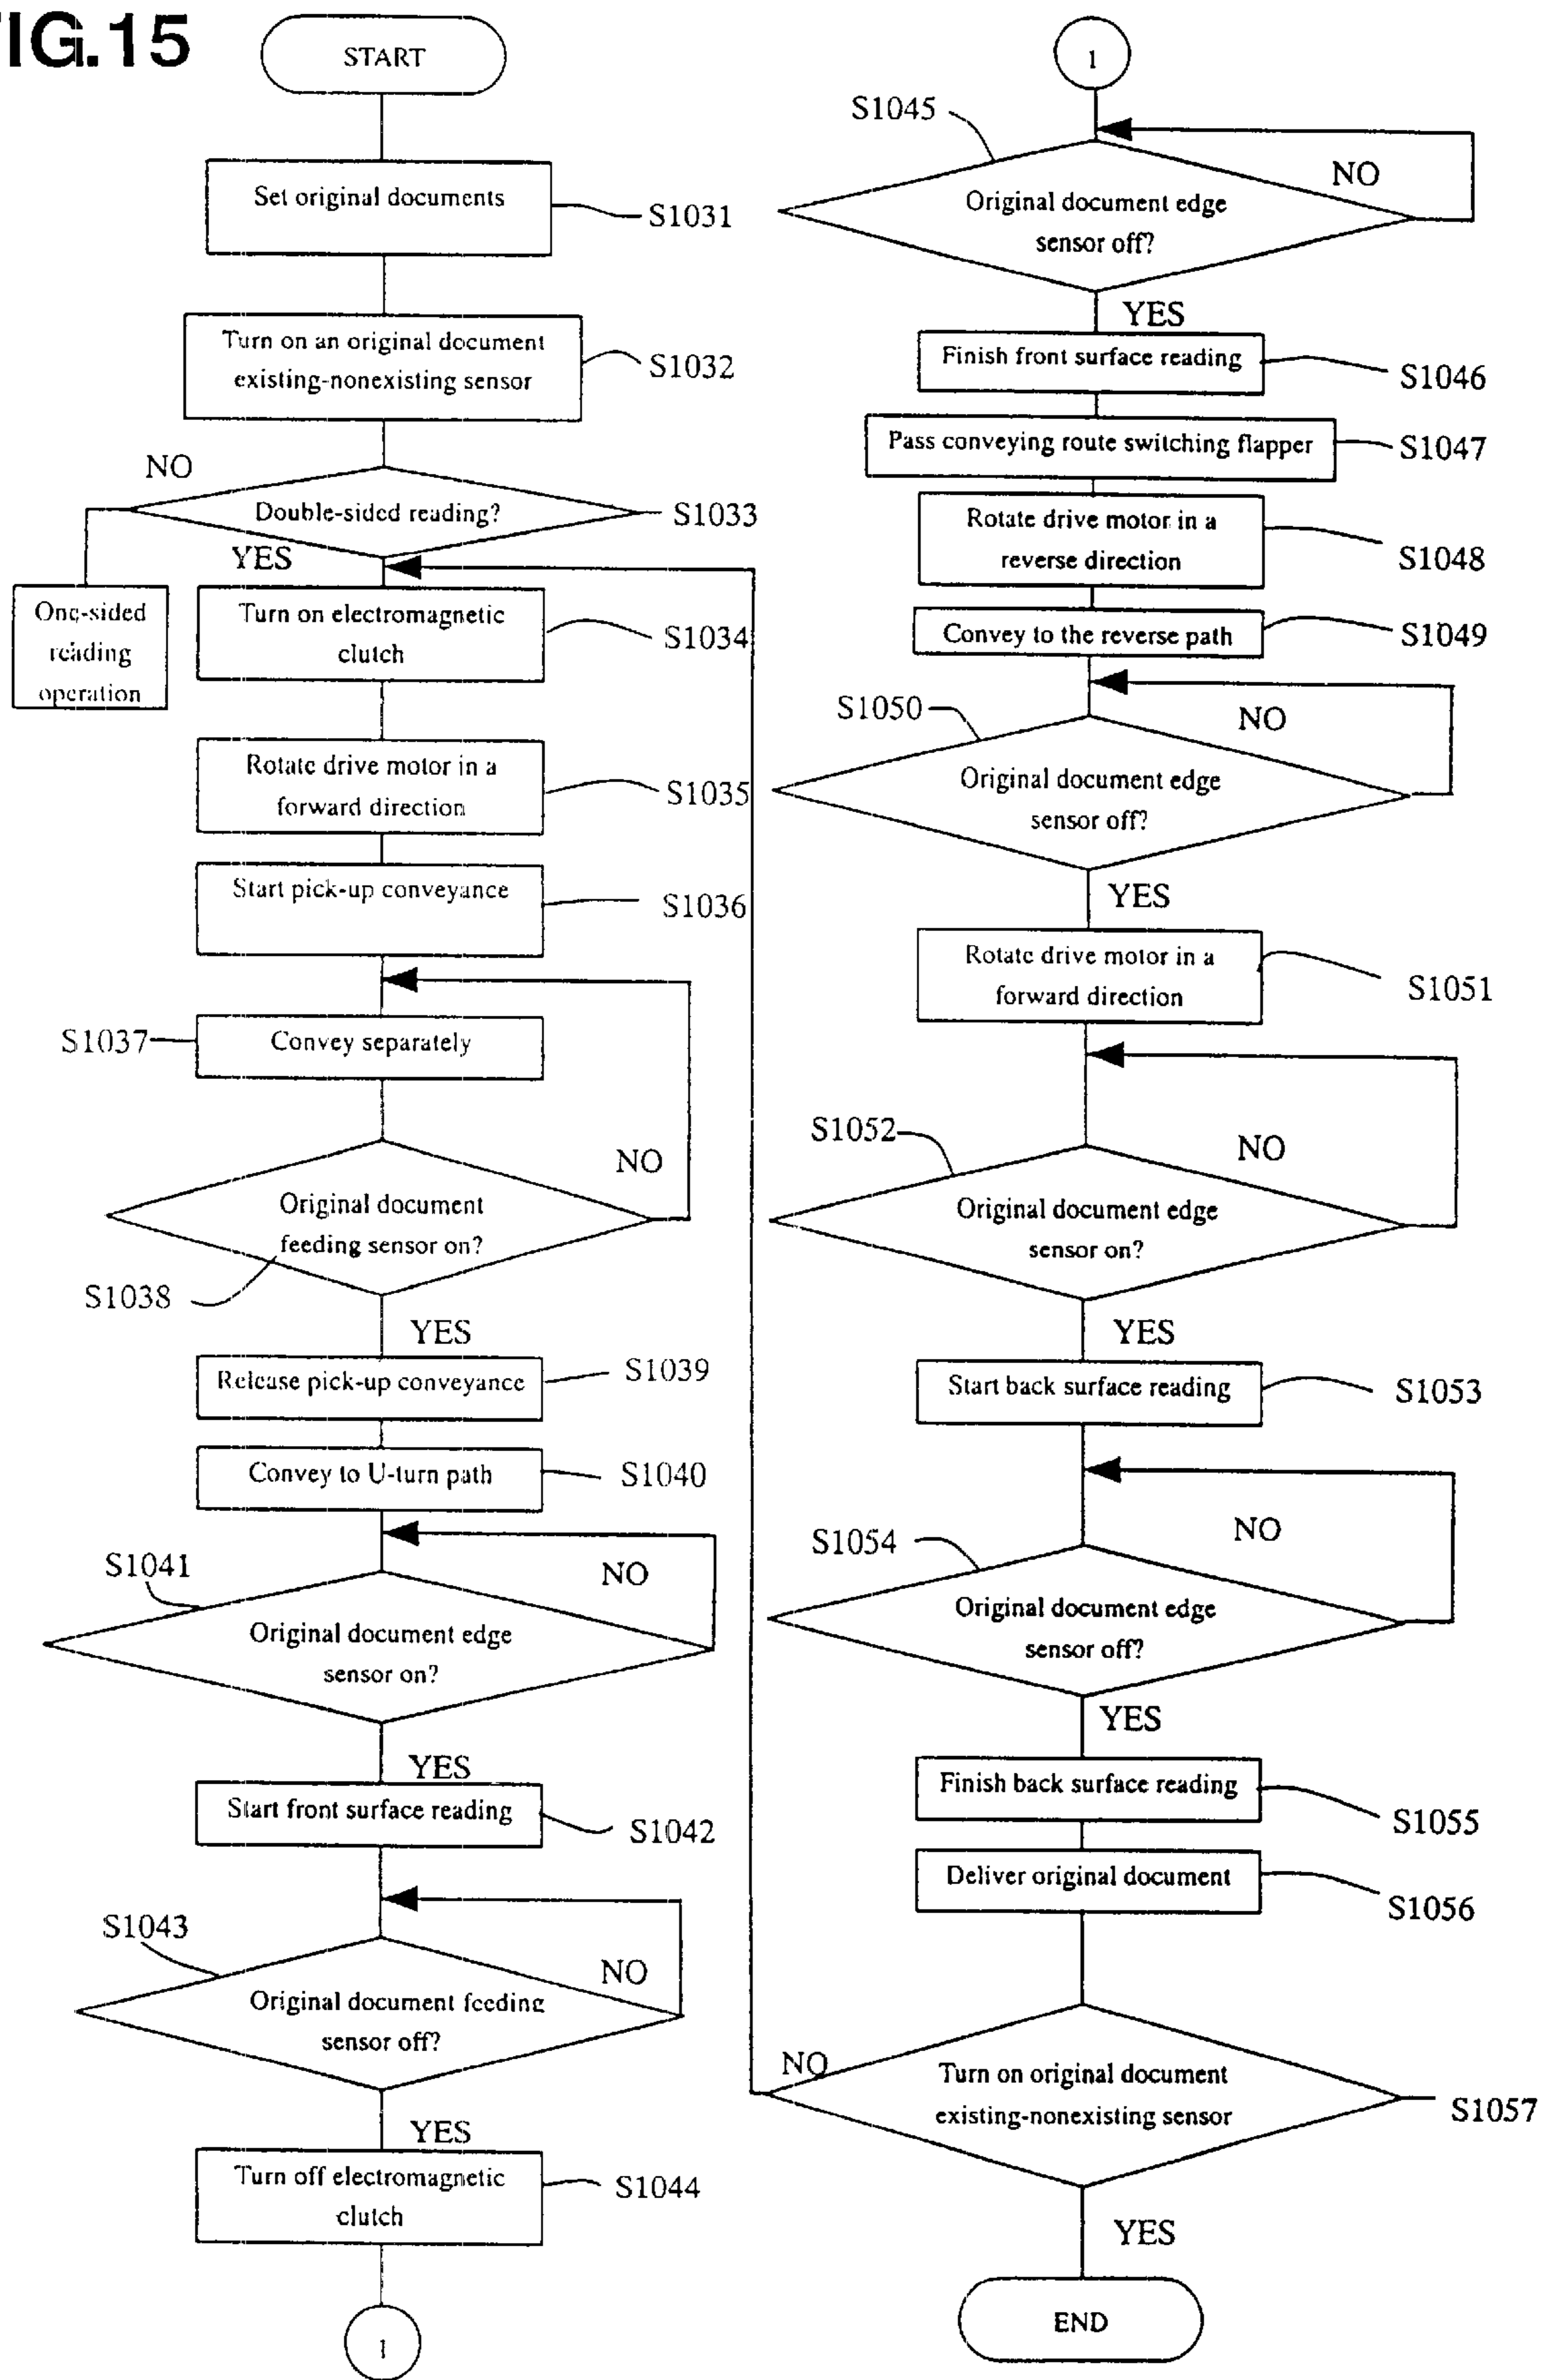 FIG.15
START
Set original documents
S1031
Turn on an original document
existing-nonexisting sensor
S1032
NO
Double-sided reading?
S1033
YES
One-sided
reading
operation
Turn on electromagnetic
clutch
S1034
Rotate drive motor in a
forward direction
S1035
Start pick-up conveyance
S1036
S1037
Convey separately
NO
Original document
feeding sensor on?
S1038
YES
Release pick-up conveyance
S1039
Convey to U-turn path
S1040
S1041
NO
Original document edge
sensor on?
YES
Start front surface reading
S1042
S1043
NO
Original document feeding
sensor off?
YES
Turn off electromagnetic
clutch
S1044
1
1
S1045
NO
Original document edge
sensor off?
YES
Finish front surface reading
S1046
Pass conveying route switching flapper
S1047
Rotate drive motor in a
reverse direction
S1048
Convey to the reverse path
S1049
S1050
NO
Original document edge
sensor off?
YES
Rotate drive motor in a
forward direction
S1051
S1052
NO
Original document edge
sensor on?
YES
Start back surface reading
S1053
S1054
NO
Original document edge
sensor off?
YES
Finish back surface reading
S1055
Deliver original document
S1056
NO
Turn on original document
existing-nonexisting sensor
S1057
YES
END